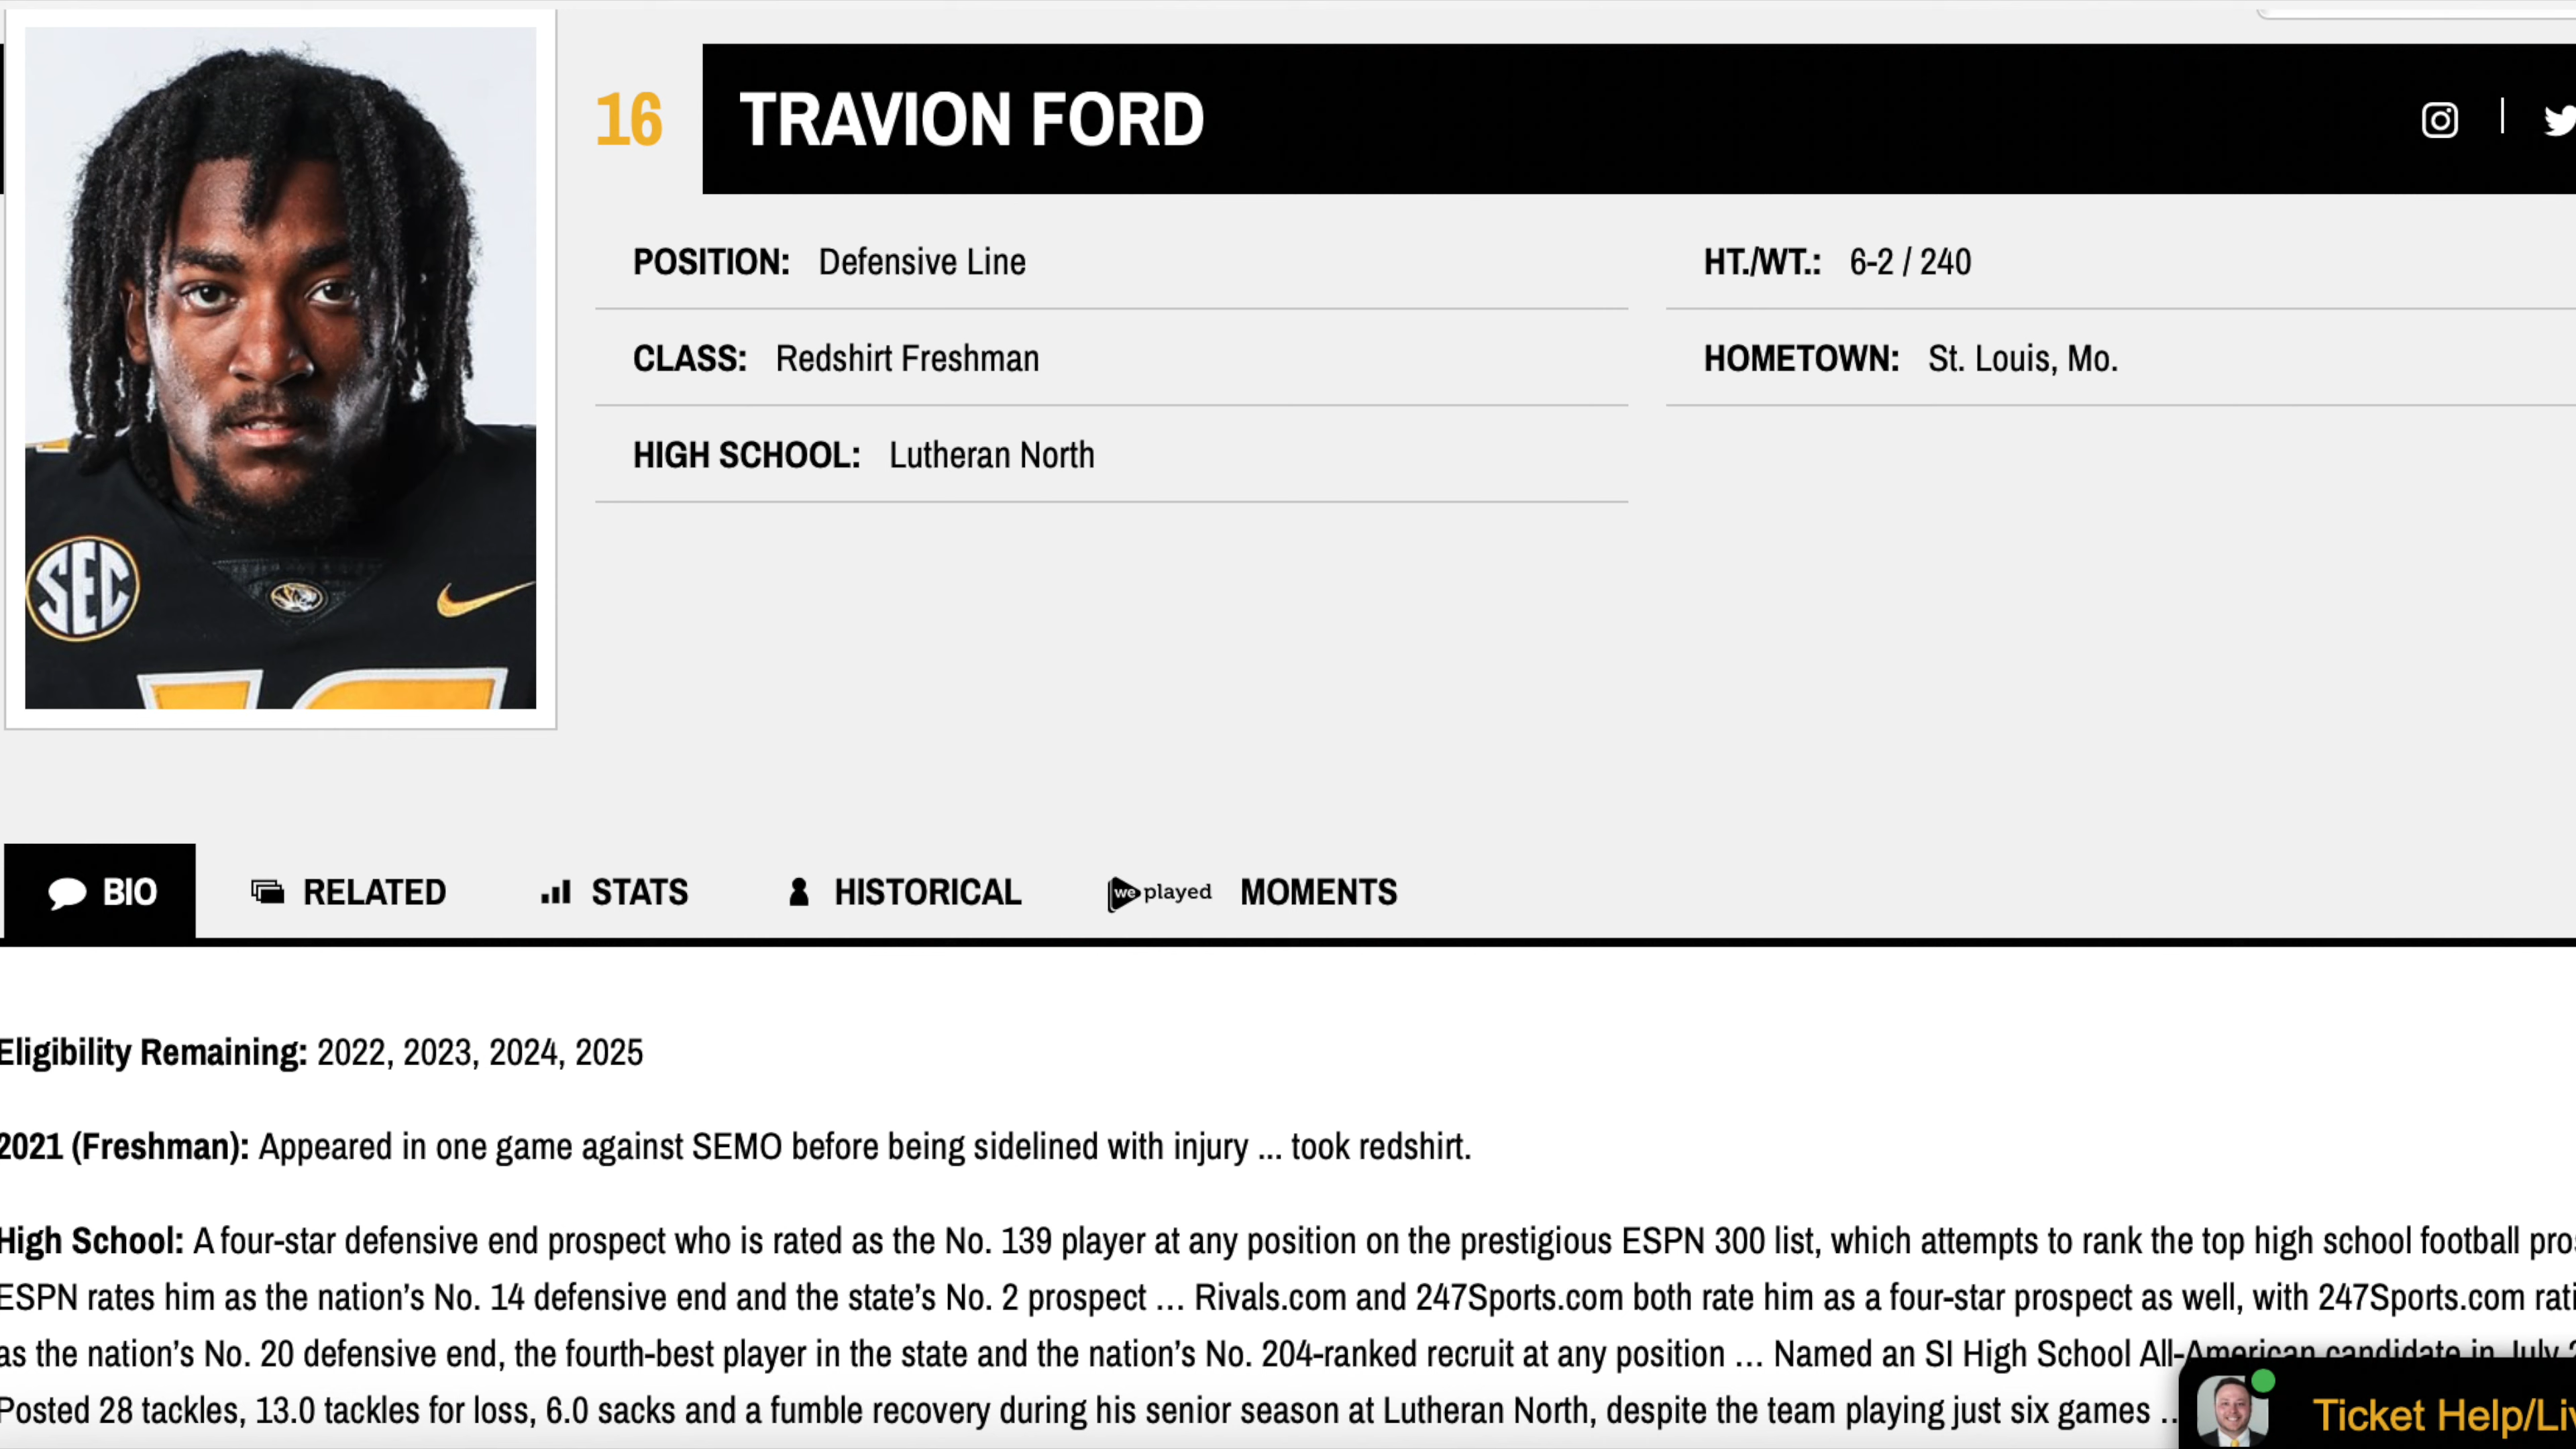 16 TRAVION FORD
POSITION: Defensive Line
HT./WT.: 6-2 / 240
CLASS: Redshirt Freshman
HOMETOWN: St. Louis, Mo.
HIGH SCHOOL: Lutheran North
SEC
BIO RELATED STATS HISTORICAL we played MOMENTS
Eligibility Remaining: 2022, 2023, 2024, 2025
2021 (Freshman): Appeared in one game against SEMO before being sidelined with injury ... took redshirt.
High School: A four-star defensive end prospect who is rated as the No. 139 player at any position on the prestigious ESPN 300 list, which attempts to rank the top high school football
ESPN rates him as the nation's No. 14 defensive end and the state's No. 2 prospect ... Rivals.com and 247Sports.com both rate him as a four-star prospect as well, with 247Sports.com
as the nation's No. 20 defensive end, the fourth-best player in the state and the nation's No. 204-ranked recruit at any position ... Named an SI High School All-American candidate in July
Posted 28 tackles, 13.0 tackles for loss, 6.0 sacks and a fumble recovery during his senior season at Lutheran North, despite the team playing just six games ..
Ticket Help/Liv